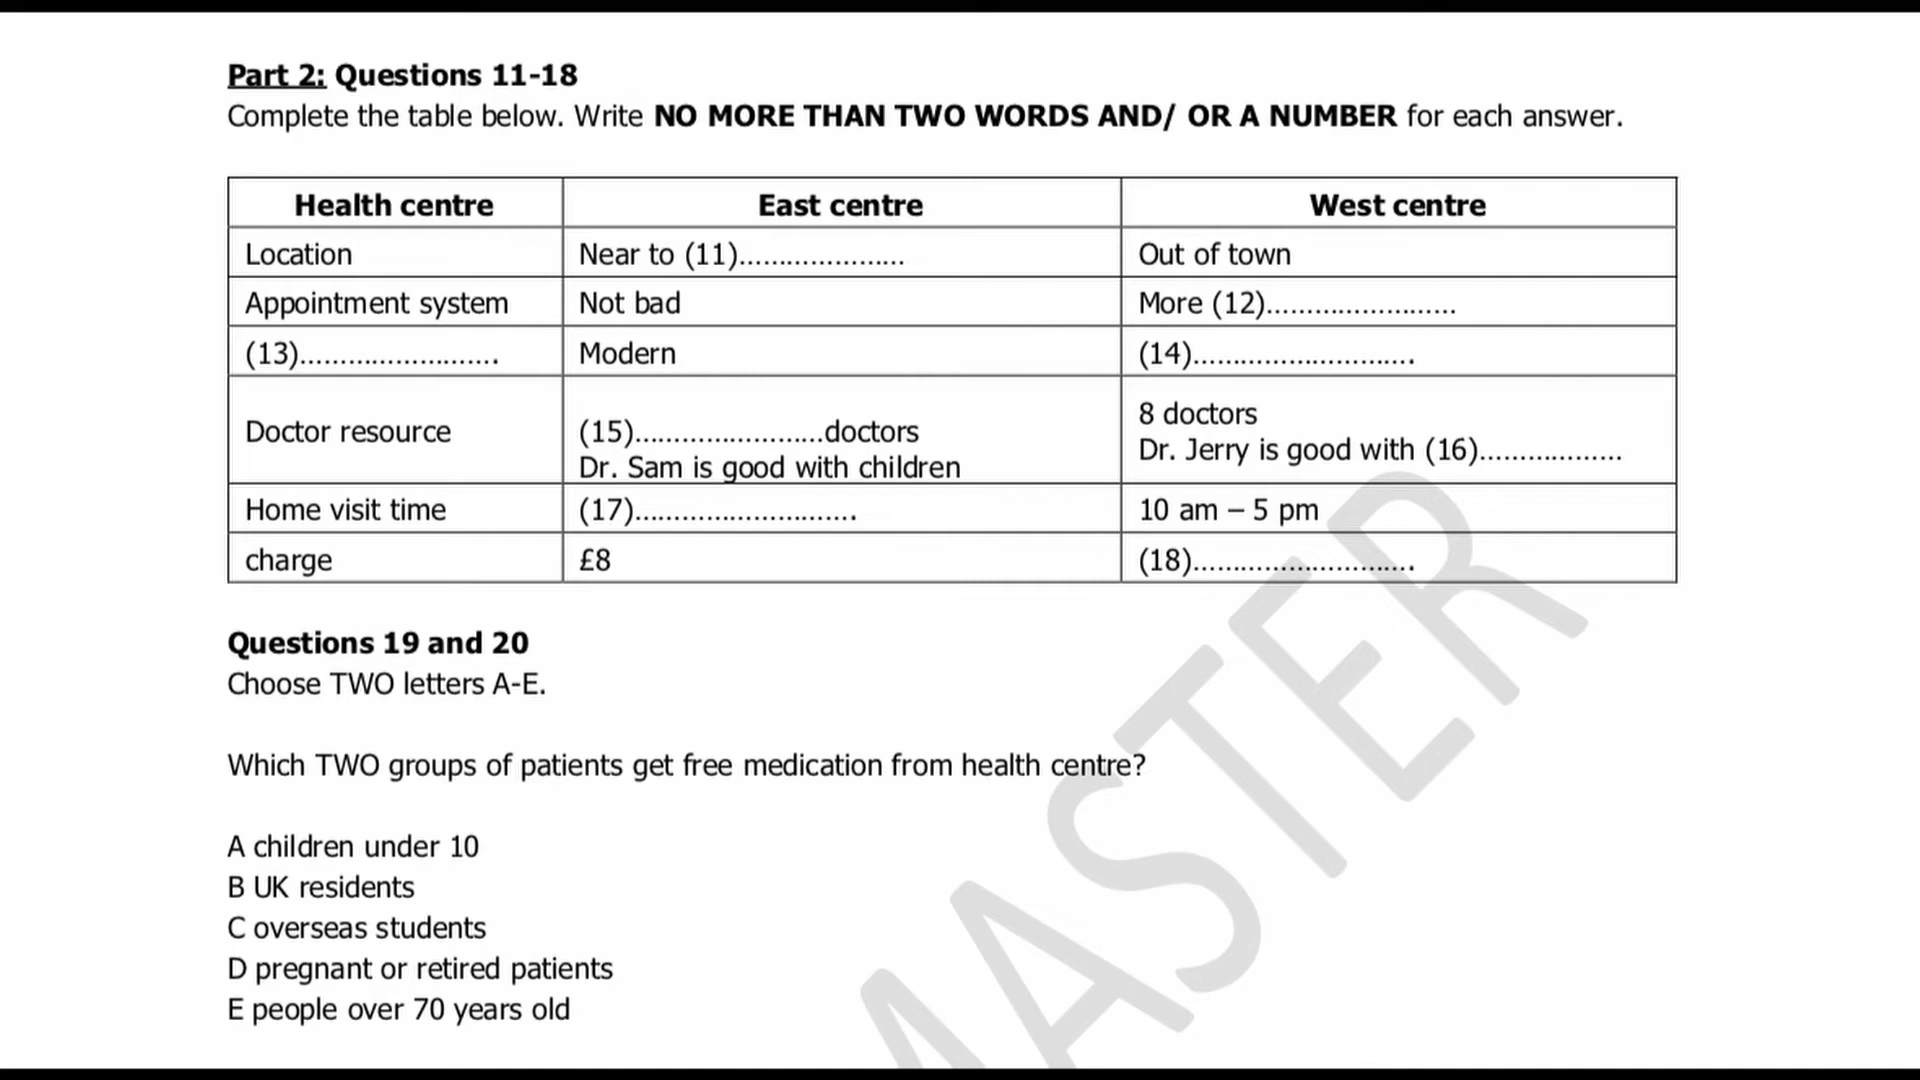 Part 2: Questions 11-18
Complete the table below. Write NO MORE THAN TWO WORDS AND/ OR A NUMBER for each answer.
Health centre East centre West centre
Location Near to (11)..................... Out of town
Appointment system Not bad More (12)........................
(13)......................... Modern (14)............................
Doctor resource (15)........................doctors
Dr. Sam is good with children
8 doctors
Dr. Jerry is good with (16)..................
Home visit time (17)............................ 10 am – 5 pm
charge £8 (18)............................
Questions 19 and 20
Choose TWO letters A-E.
Which TWO groups of patients get free medication from health centre?
A children under 10
B UK residents
C overseas students
D pregnant or retired patients
E people over 70 years old
MASTER